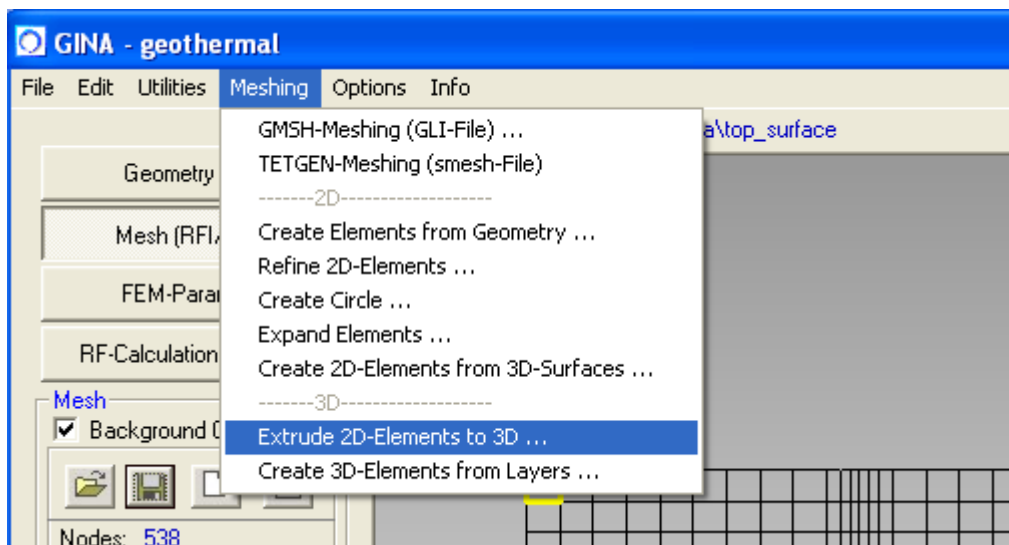 GINA - geothermal
File Edit Utilities Meshing Options Info
GMSH-Meshing (GLI-File) ...
a\top_surface
TETGEN-Meshing (smesh-File)
-------2D-------------------
Create Elements from Geometry ...
Refine 2D-Elements ...
Create Circle ...
Expand Elements ...
Create 2D-Elements from 3D-Surfaces ...
-------3D-------------------
Extrude 2D-Elements to 3D ...
Create 3D-Elements from Layers ...
Geometry
Mesh (RFI
FEM-Para
RF-Calculation
Mesh
Background
Nodes: 538